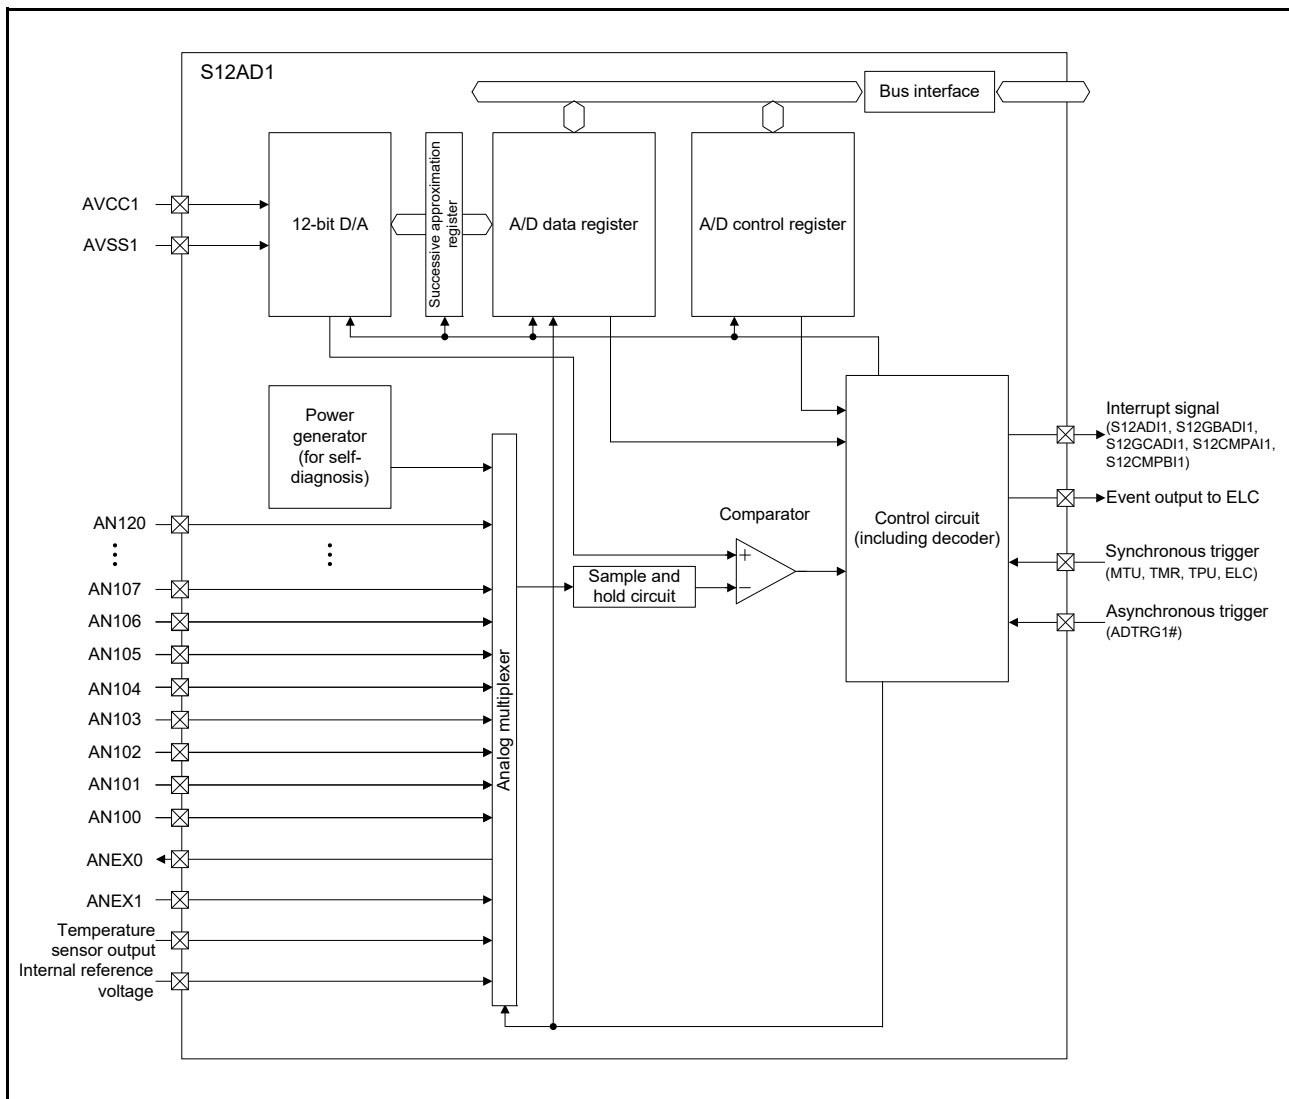 S12AD1
Bus interface
AVCC1
AVSS1
12-bit D/A
Successive approximation
register
A/D data register
A/D control register
Power
generator
(for self-
diagnosis)
Interrupt signal
(S12ADI1, S12GBADI1,
S12GCADI1, S12CMPAI1,
S12CMPBI1)
Event output to ELC
Comparator
Control circuit
(including decoder)
Synchronous trigger
(MTU, TMR, TPU, ELC)
Asynchronous trigger
(ADTRG1#)
+
−
Sample and
hold circuit
Analog multiplexer
AN120
AN107
AN106
AN105
AN104
AN103
AN102
AN101
AN100
ANEX0
ANEX1
Temperature
sensor output
Internal reference
voltage